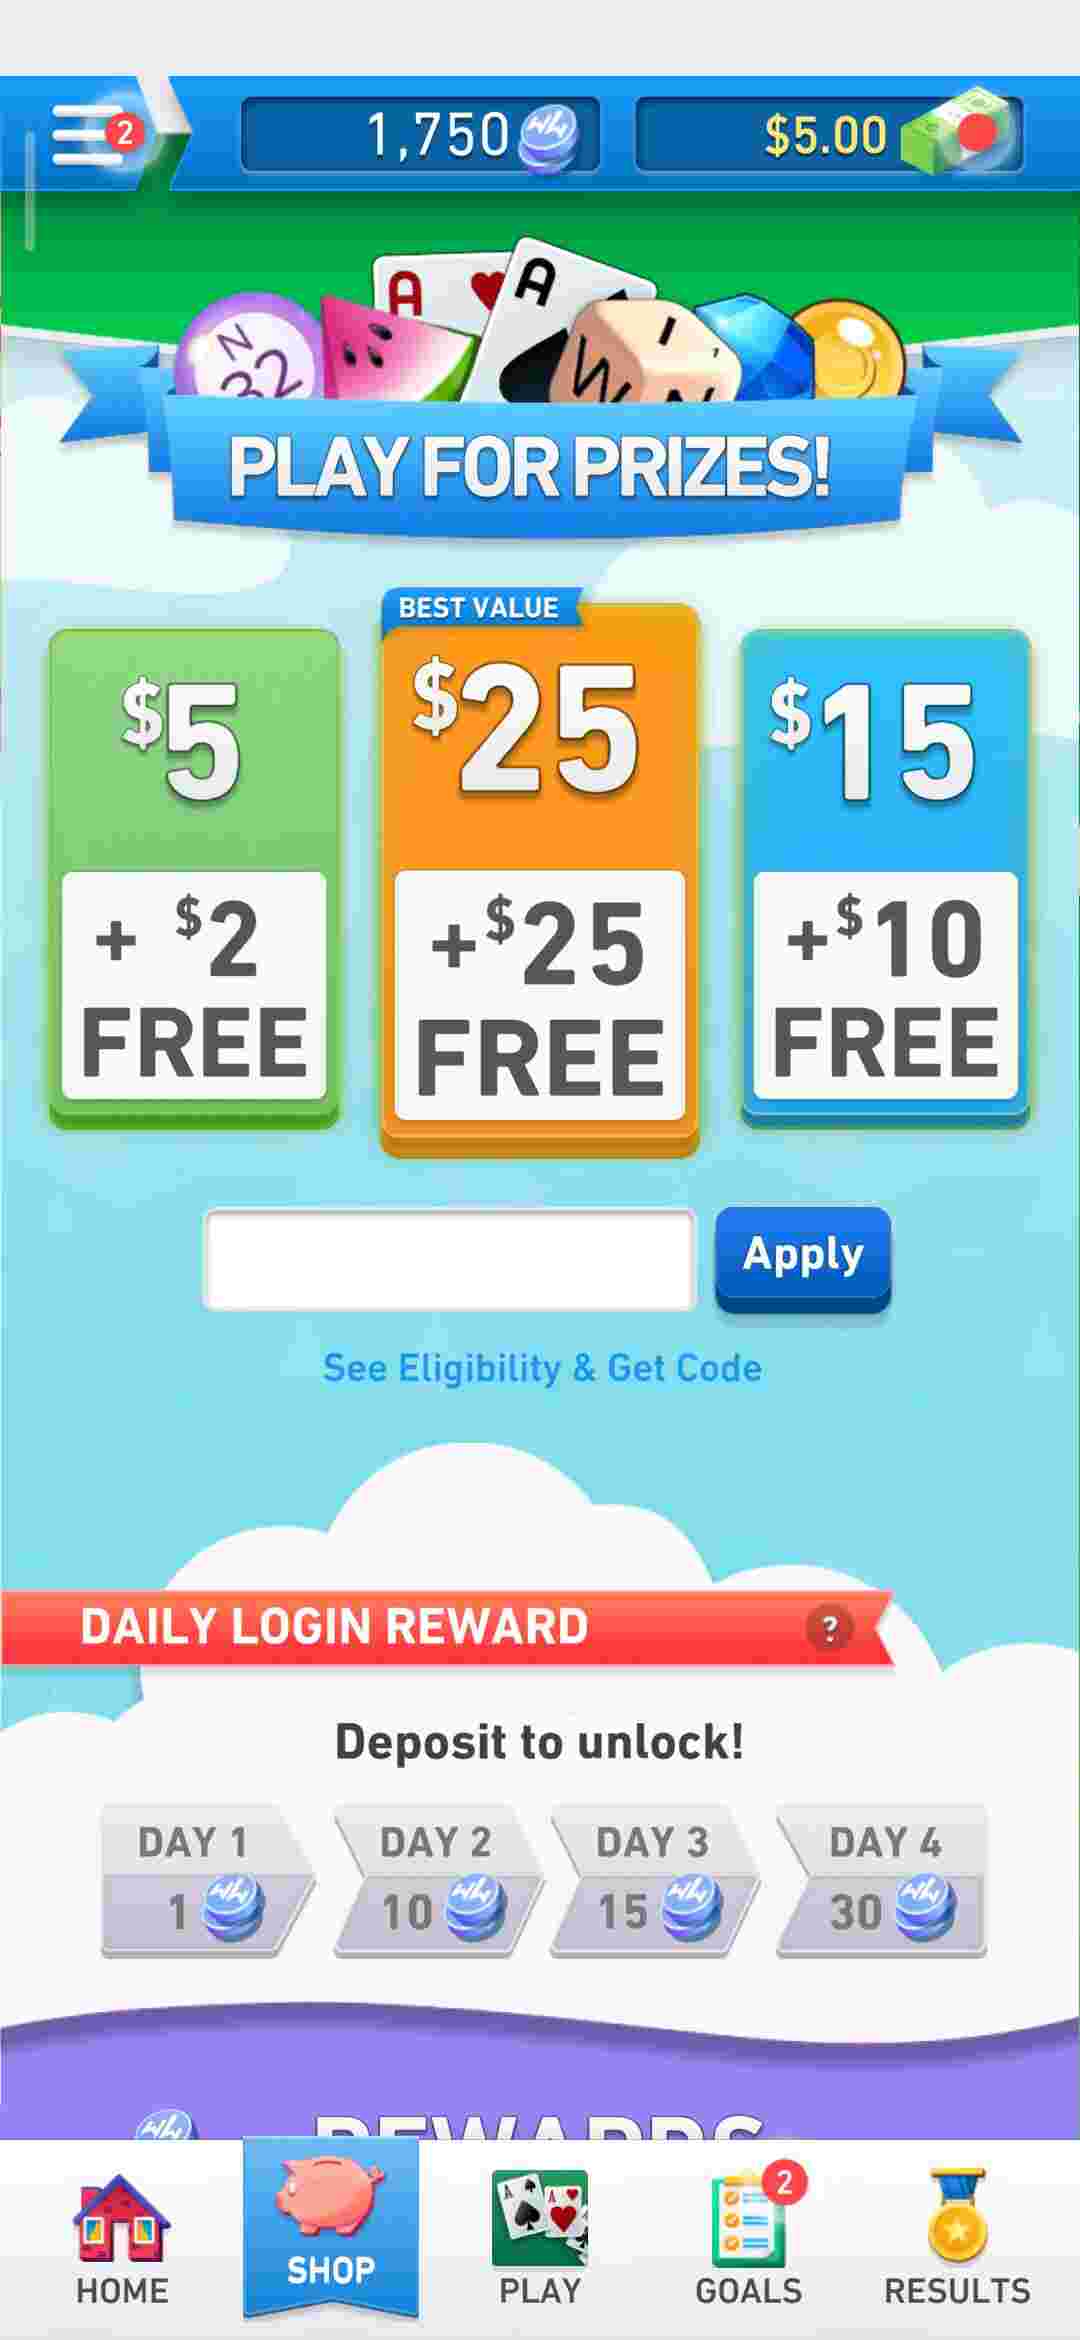 2
1,750
$5.00
A
A
N
32
I
W
N
PLAY FOR PRIZES!
BEST VALUE
$5
$25
$15
+ $2
FREE
+$25
FREE
+$10
FREE
Apply
See Eligibility & Get Code
DAILY LOGIN REWARD
?
Deposit to unlock!
DAY 1
DAY 2
DAY 3
DAY 4
1
10
15
30
REWARDS
2
HOME
SHOP
PLAY
GOALS
RESULTS